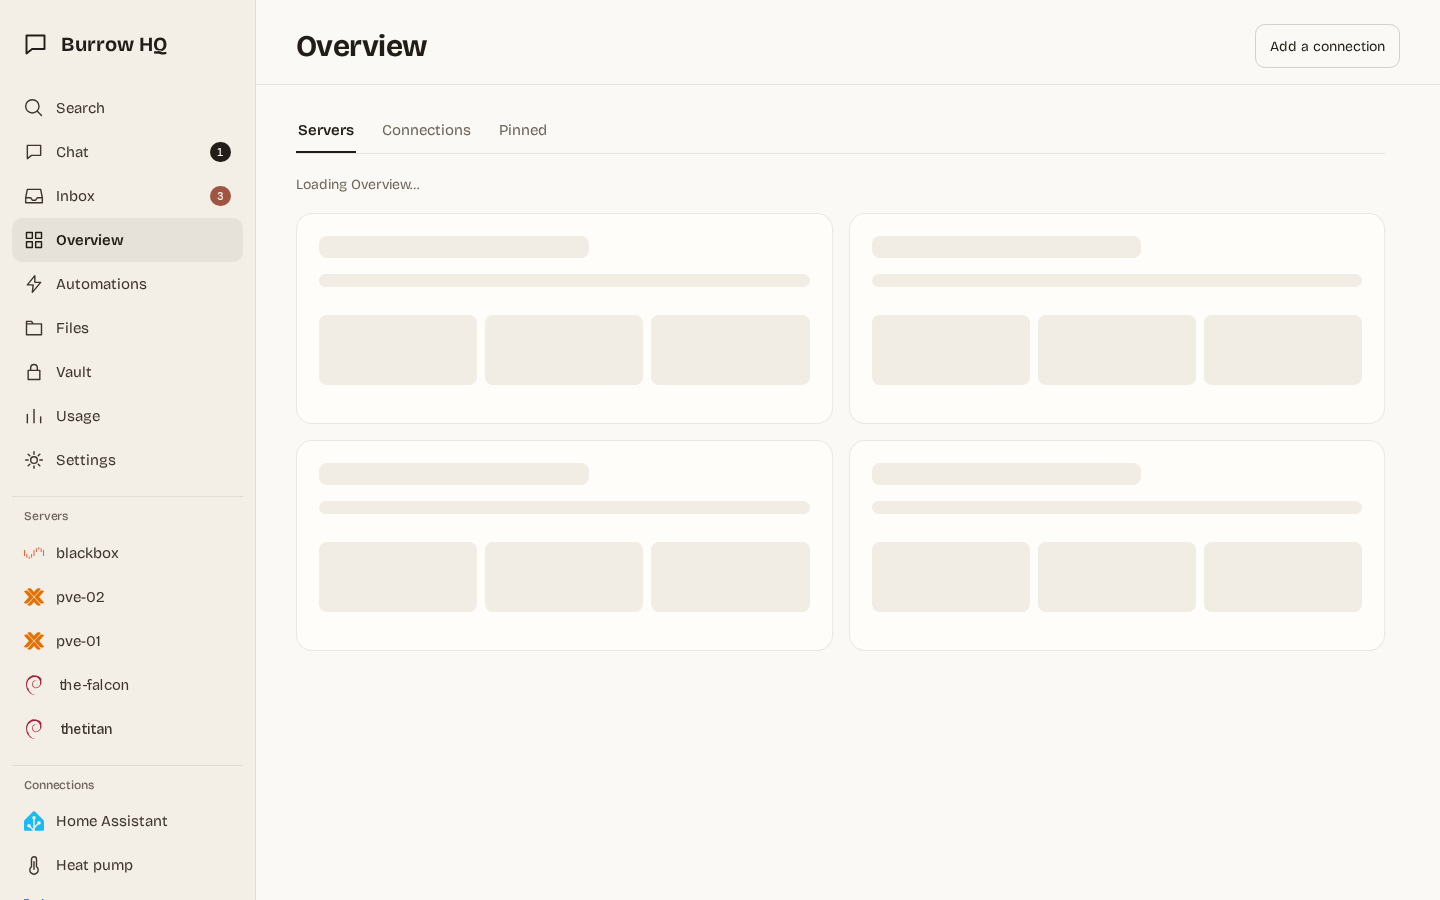 Burrow HQ
Search
Chat
1
Inbox
3
Overview
Automations
Files
Vault
Usage
Settings
Servers
blackbox
pve-02
pve-01
the-falcon
thetitan
Connections
Home Assistant
Heat pump
Overview
Add a connection
Servers
Connections
Pinned
Loading Overview...